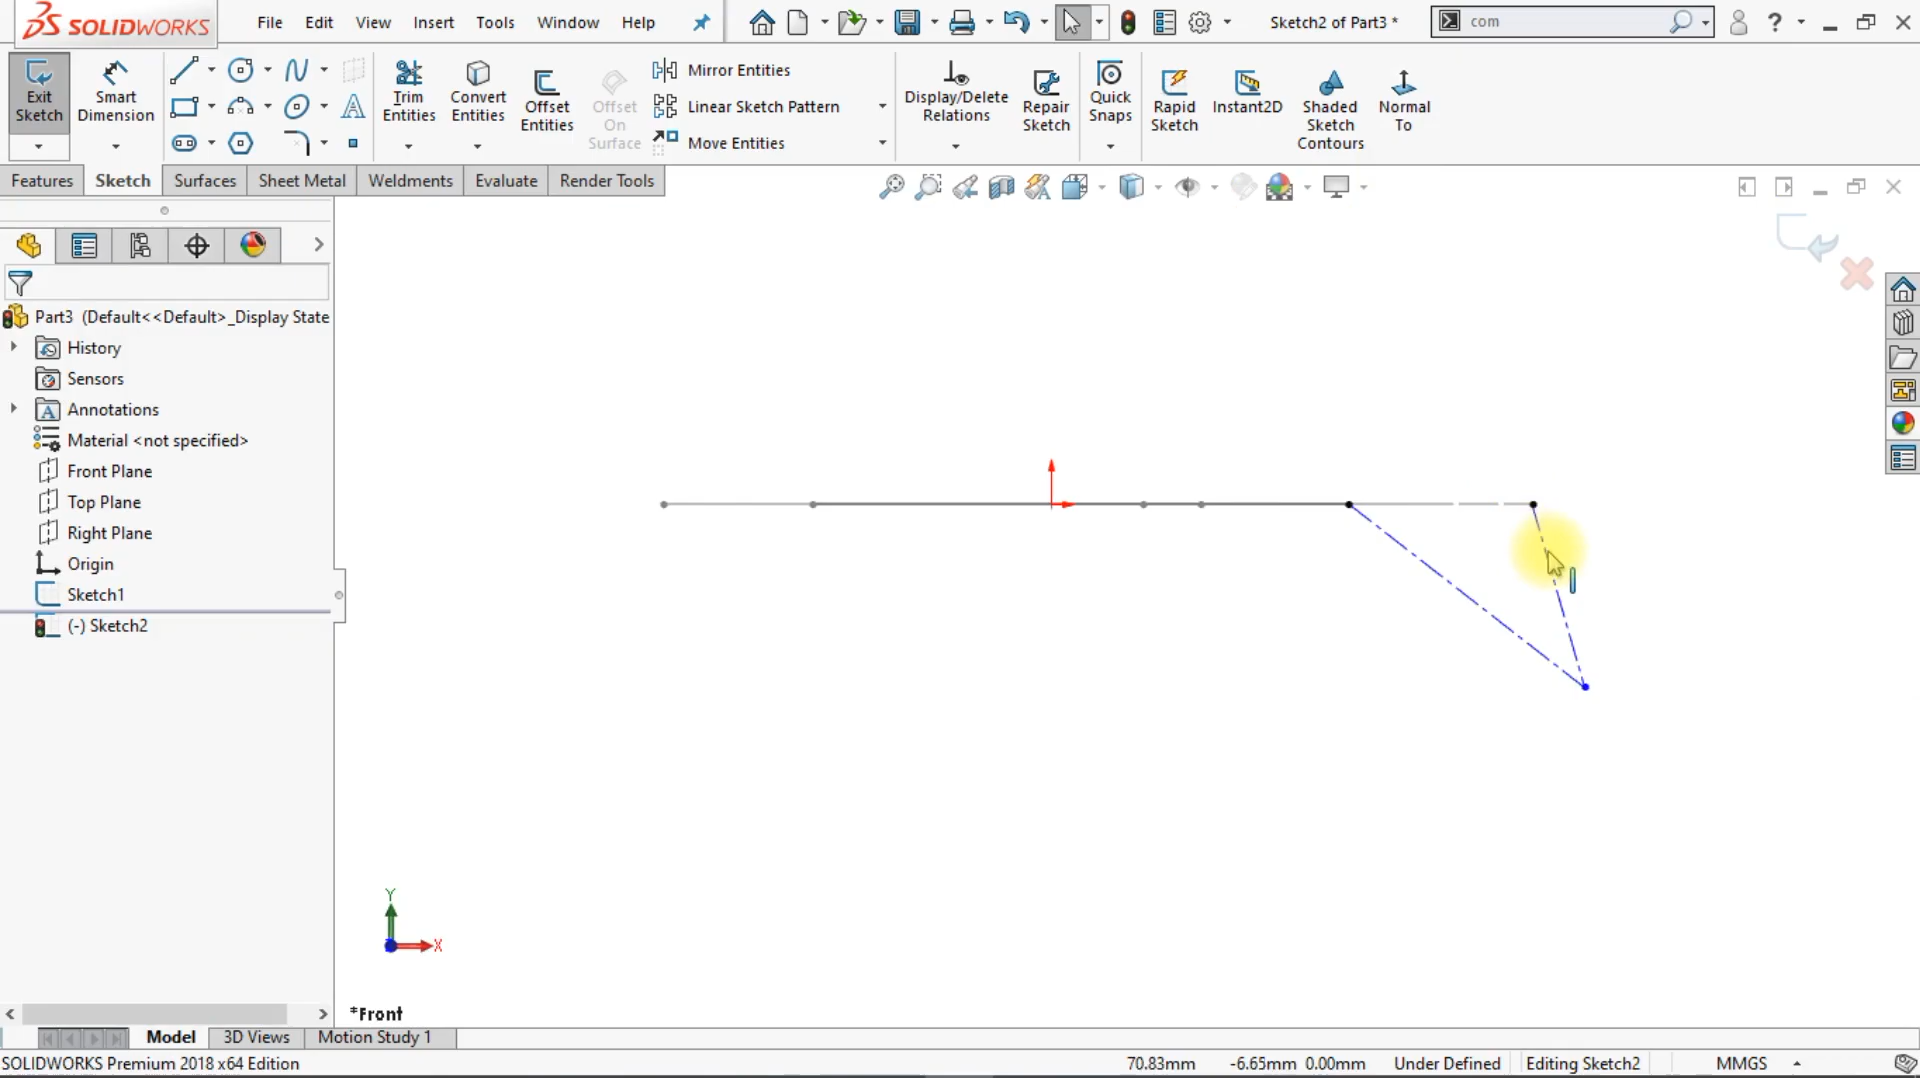 SOLIDWORKS File Edit View Insert Tools Window Help Sketch2 of Part3 * com ?
Exit Sketch
Smart Dimension
Trim Entities
Convert Entities
Offset Entities
Offset On Surface
Mirror Entities
Linear Sketch Pattern
Move Entities
Display/Delete Relations
Repair Sketch
Quick Snaps
Rapid Sketch
Instant2D
Shaded Sketch Contours
Normal To
Features Sketch Surfaces Sheet Metal Weldments Evaluate Render Tools
Part3 (Default<<Default>_Display State
History
Sensors
Annotations
Material <not specified>
Front Plane
Top Plane
Right Plane
Origin
Sketch1
(-) Sketch2
Y
X
*Front
Model 3D Views Motion Study 1
SOLIDWORKS Premium 2018 x64 Edition 70.83mm -6.65mm 0.00mm Under Defined Editing Sketch2 MMGS